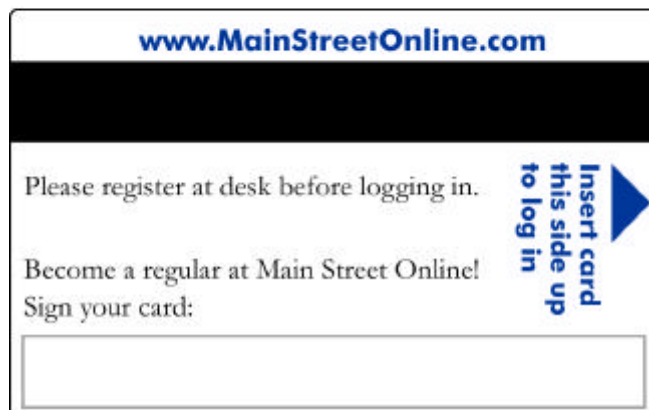 www.MainStreetOnline.com
Please register at desk before logging in.
Insert card
this side up
to log in
Become a regular at Main Street Online!
Sign your card: